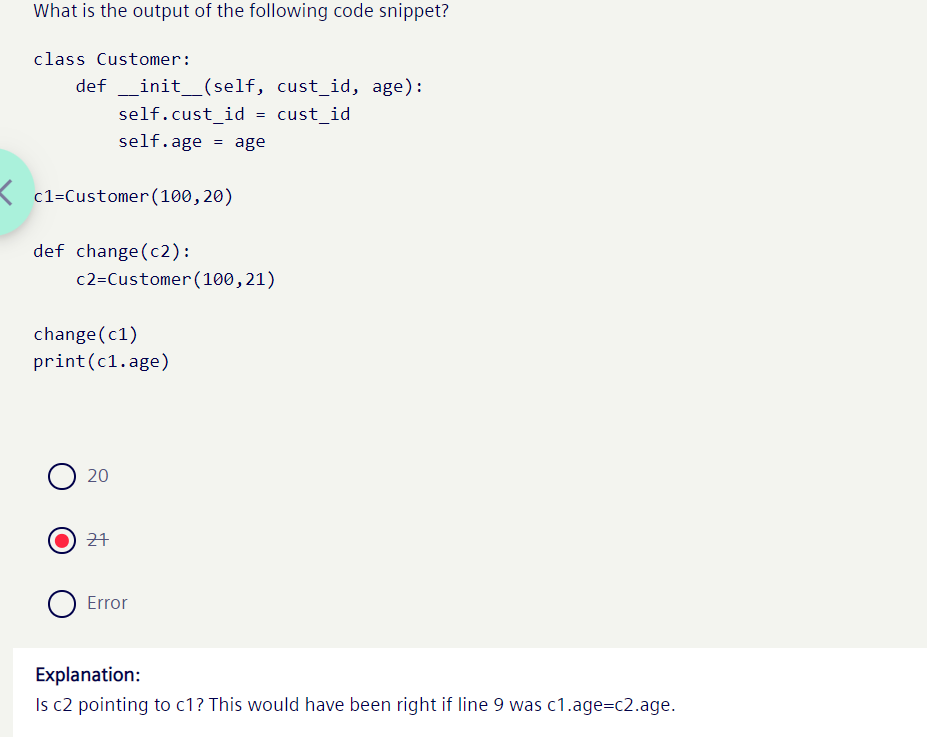 What is the output of the following code snippet?
class Customer:
    def __init__(self, cust_id, age):
        self.cust_id = cust_id
        self.age = age
c1=Customer(100,20)
def change(c2):
    c2=Customer(100,21)
change(c1)
print(c1.age)
20
21
Error
Explanation:
Is c2 pointing to c1? This would have been right if line 9 was c1.age=c2.age.